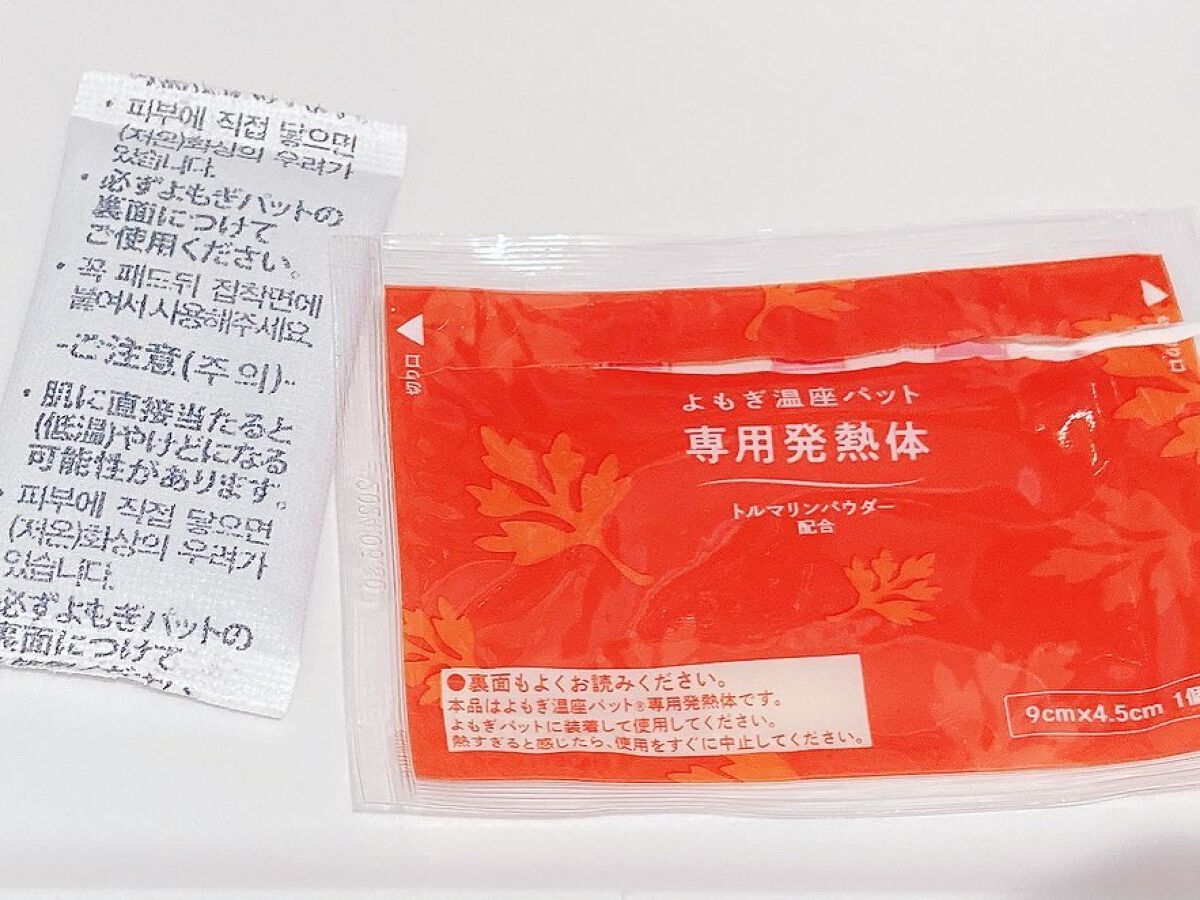 • 피부에 직접 닿으면
(저온)화상의 우려가
있습니다.
• 必ずよもぎパットの
裏面につけて
ご使用ください。
• 꼭 패드뒤 접착면에
붙여서 사용해주세요.
-ご注意(주의)-
• 肌に直接当たると
(低温)やけどになる
可能性があります。
• 피부에 직접 닿으면
(저온)화상의 우려가
있습니다.
必ずよもぎパットの
裏面につけて
切り口
よもぎ温座パット
専用発熱体
トルマリンパウダー
配合
●裏面もよくお読みください。
本品はよもぎ温座パット®専用発熱体です。
よもぎパットに装着して使用してください。
熱すぎると感じたら、使用をすぐに中止してください。
9cm×4.5cm 1個